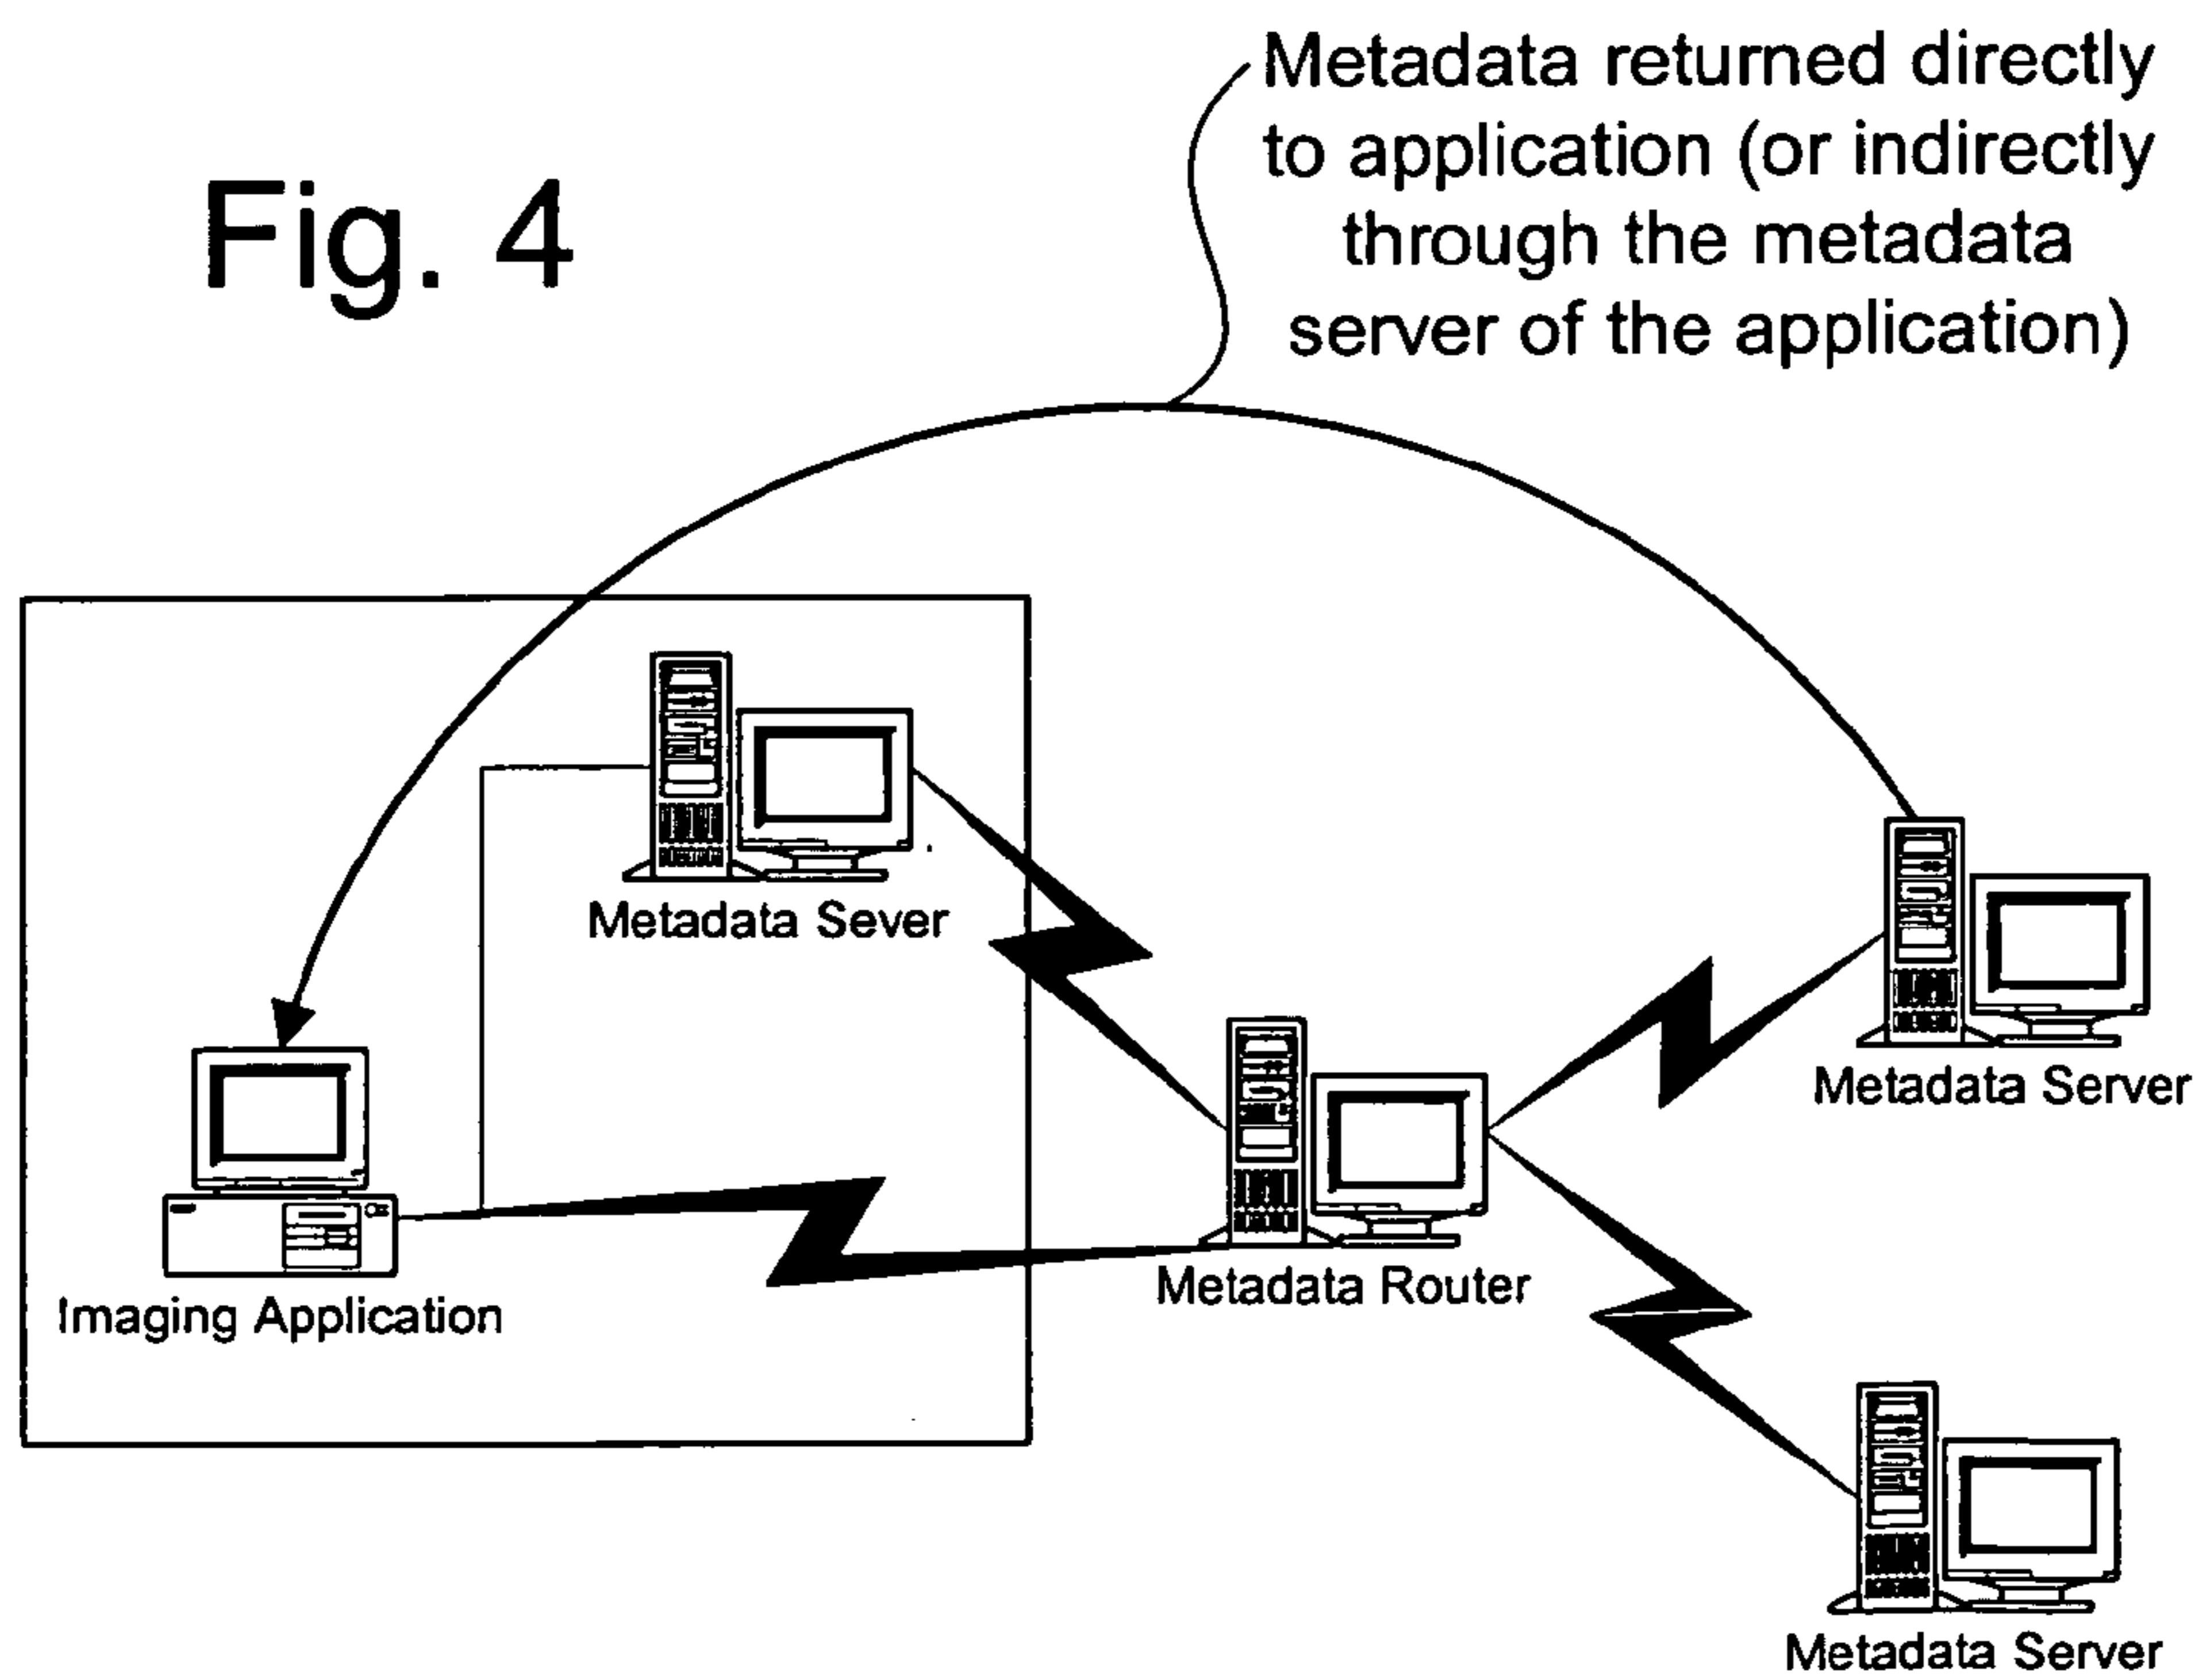 Fig. 4
Metadata returned directly
to application (or indirectly
through the metadata
server of the application)
Metadata Sever
Metadata Server
Imaging Application
Metadata Router
Metadata Server